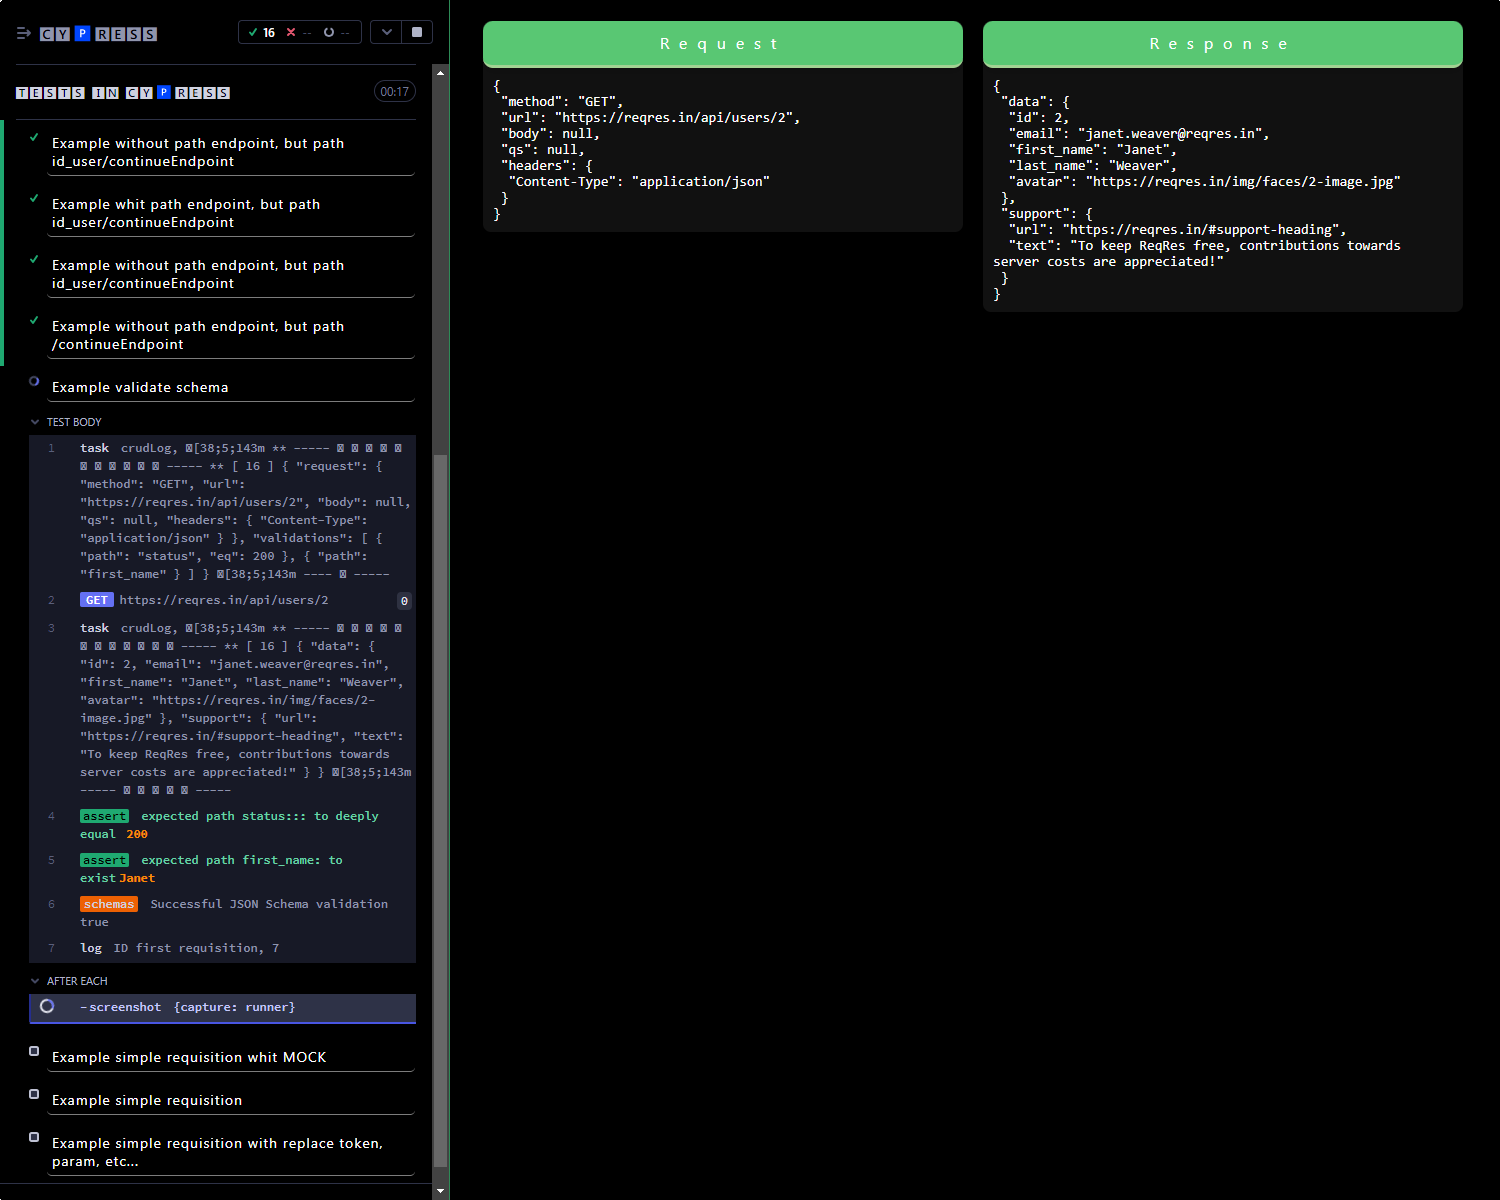 CYPRESS
16 -- --
TESTS IN CYPRESS
00:17
Example without path endpoint, but path
id_user/continueEndpoint
Example whit path endpoint, but path
id_user/continueEndpoint
Example without path endpoint, but path
id_user/continueEndpoint
Example without path endpoint, but path
/continueEndpoint
Example validate schema
TEST BODY
1 task crudLog, [38;5;143m ** -----
----- ** [ 16 ] { "request": {
"method": "GET", "url":
"https://reqres.in/api/users/2", "body": null,
"qs": null, "headers": { "Content-Type":
"application/json" } }, "validations": [ {
"path": "status", "eq": 200 }, { "path":
"first_name" } ] } [38;5;143m ---- -----
2 GET https://reqres.in/api/users/2 0
3 task crudLog, [38;5;143m ** -----
----- ** [ 16 ] { "data": {
"id": 2, "email": "janet.weaver@reqres.in",
"first_name": "Janet", "last_name": "Weaver",
"avatar": "https://reqres.in/img/faces/2-
image.jpg" }, "support": { "url":
"https://reqres.in/#support-heading", "text":
"To keep ReqRes free, contributions towards
server costs are appreciated!" } } [38;5;143m
----- -----
4 assert expected path status::: to deeply
equal 200
5 assert expected path first_name: to
exist Janet
6 schemas Successful JSON Schema validation
true
7 log ID first requisition, 7
AFTER EACH
-screenshot {capture: runner}
Example simple requisition whit MOCK
Example simple requisition
Example simple requisition with replace token,
param, etc...
Request
{
"method": "GET",
"url": "https://reqres.in/api/users/2",
"body": null,
"qs": null,
"headers": {
"Content-Type": "application/json"
}
}
Response
{
"data": {
"id": 2,
"email": "janet.weaver@reqres.in",
"first_name": "Janet",
"last_name": "Weaver",
"avatar": "https://reqres.in/img/faces/2-image.jpg"
},
"support": {
"url": "https://reqres.in/#support-heading",
"text": "To keep ReqRes free, contributions towards
server costs are appreciated!"
}
}